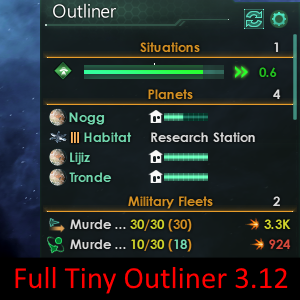 Outliner
Situations 1
0.6
Planets 4
Nogg
Habitat Research Station
Lijiz
Tronde
Military Fleets 2
Murde ... 30/30 (30) 3.3K
Murde ... 10/30 (18) 924
Full Tiny Outliner 3.12